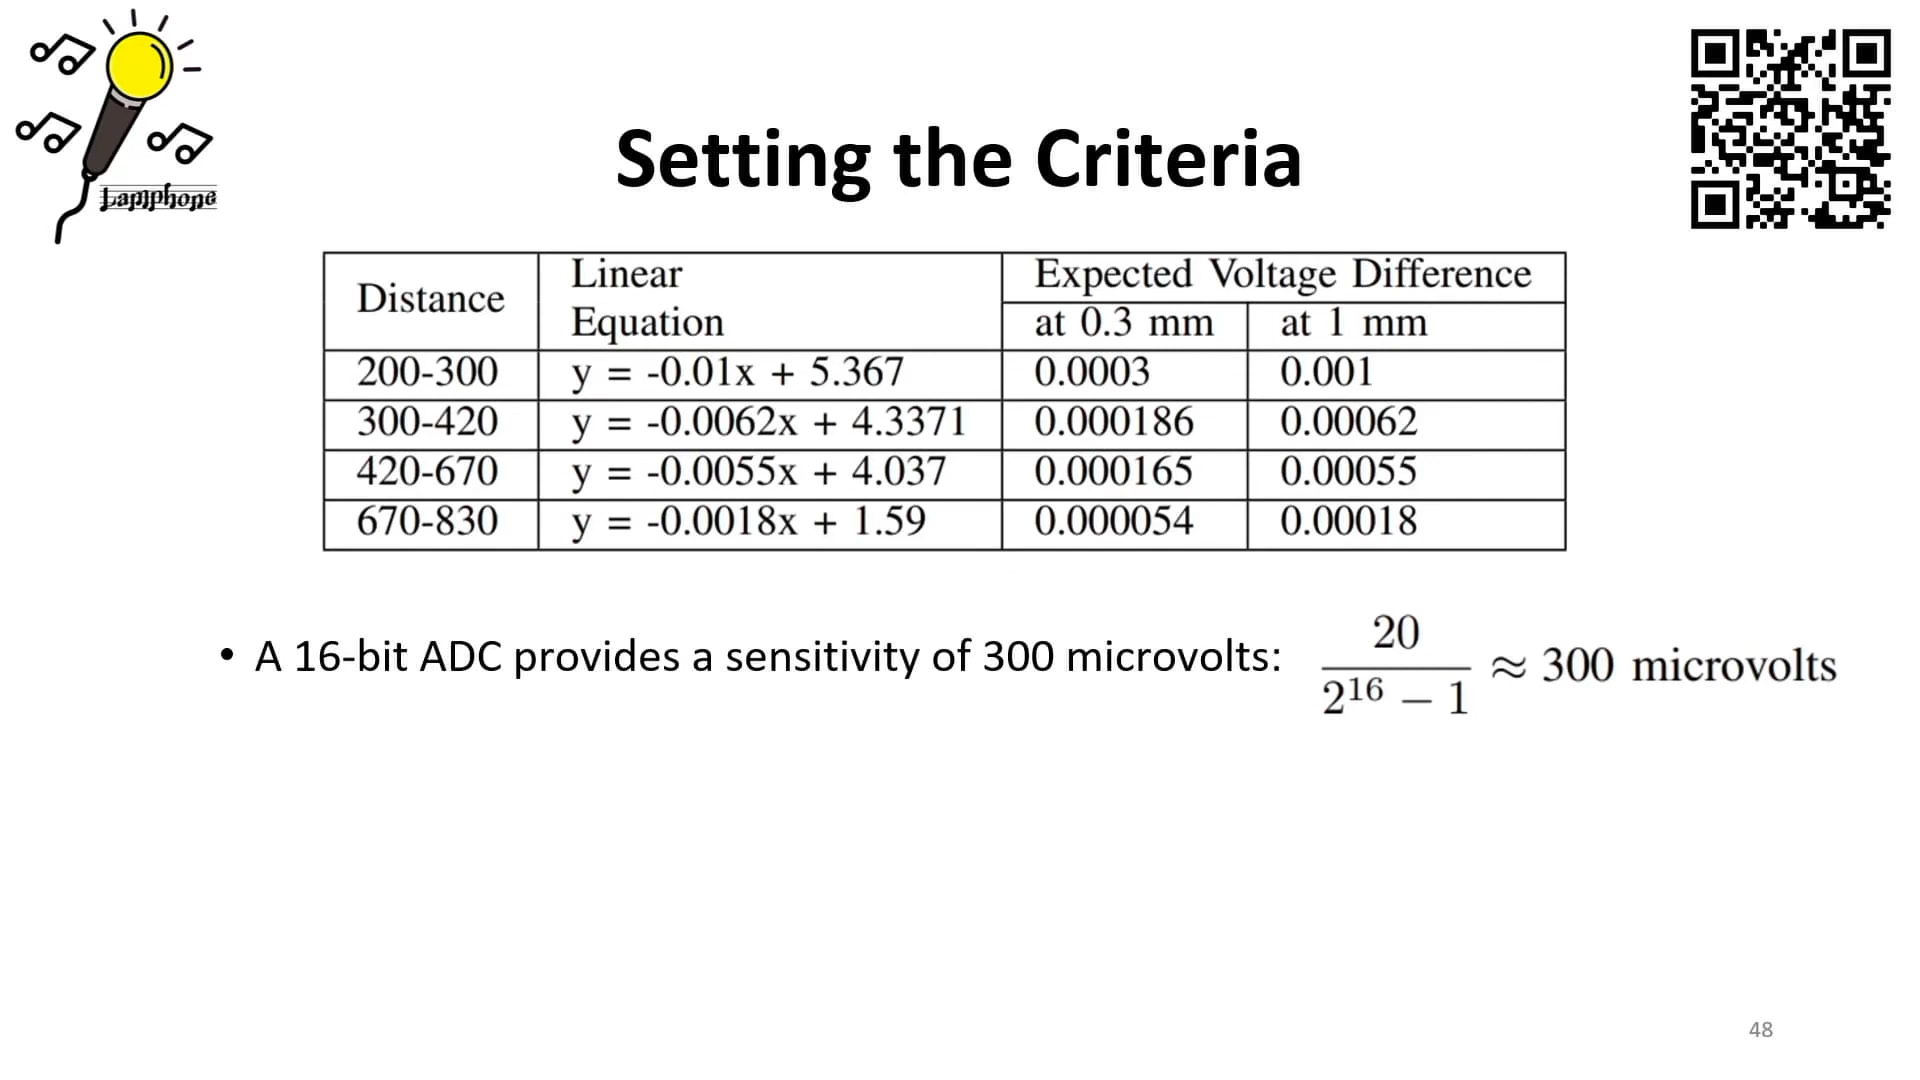 Lamphone
Setting the Criteria
Distance
Linear
Equation
Expected Voltage Difference
at 0.3 mm at 1 mm
200-300 y = -0.01x + 5.367 0.0003 0.001
300-420 y = -0.0062x + 4.3371 0.000186 0.00062
420-670 y = -0.0055x + 4.037 0.000165 0.00055
670-830 y = -0.0018x + 1.59 0.000054 0.00018
• A 16-bit ADC provides a sensitivity of 300 microvolts: 20 / 2¹⁶ − 1 ≈ 300 microvolts
48